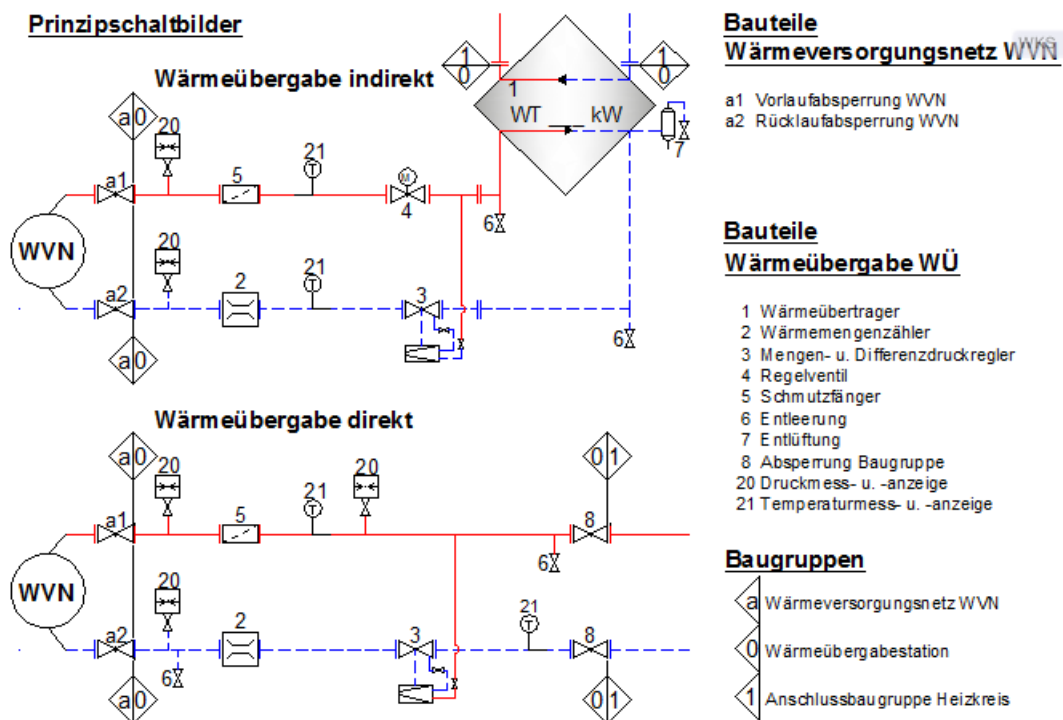 Prinzipschaltbilder
Wärmeübergabe indirekt
a0
20
a1
5
21
M
T
4
6
WVN
20
a2
2
21
T
3
6
a0
1
0
1
0
1
WT kW
7
Wärmeübergabe direkt
a0
20
a1
5
21
T
20
6
8
01
WVN
20
a2
6
2
3
21
T
8
a0
01
Bauteile
Wärmeversorgungsnetz WVN
WKS
a1 Vorlaufabsperrung WVN
a2 Rücklaufabsperrung WVN
Bauteile
Wärmeübergabe WÜ
1 Wärmeübertrager
2 Wärmemengenzähler
3 Mengen- u. Differenzdruckregler
4 Regelventil
5 Schmutzfänger
6 Entleerung
7 Entlüftung
8 Absperrung Baugruppe
20 Druckmess- u. -anzeige
21 Temperaturmess- u. -anzeige
Baugruppen
a Wärmeversorgungsnetz WVN
0 Wärmeübergabestation
1 Anschlussbaugruppe Heizkreis